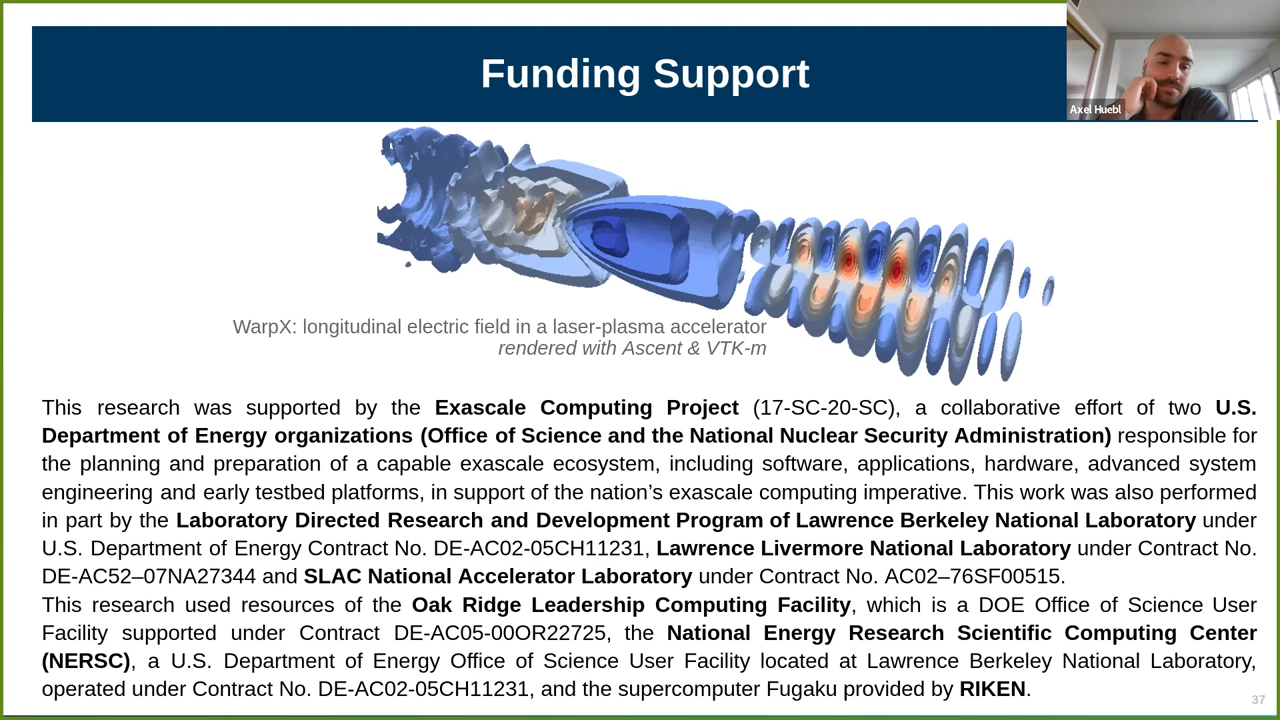 Funding Support
Axel Huebl
WarpX: longitudinal electric field in a laser-plasma accelerator
rendered with Ascent & VTK-m
This research was supported by the Exascale Computing Project (17-SC-20-SC), a collaborative effort of two U.S.
Department of Energy organizations (Office of Science and the National Nuclear Security Administration) responsible for
the planning and preparation of a capable exascale ecosystem, including software, applications, hardware, advanced system
engineering and early testbed platforms, in support of the nation’s exascale computing imperative. This work was also performed
in part by the Laboratory Directed Research and Development Program of Lawrence Berkeley National Laboratory under
U.S. Department of Energy Contract No. DE-AC02-05CH11231, Lawrence Livermore National Laboratory under Contract No.
DE-AC52–07NA27344 and SLAC National Accelerator Laboratory under Contract No. AC02–76SF00515.
This research used resources of the Oak Ridge Leadership Computing Facility, which is a DOE Office of Science User
Facility supported under Contract DE-AC05-00OR22725, the National Energy Research Scientific Computing Center
(NERSC), a U.S. Department of Energy Office of Science User Facility located at Lawrence Berkeley National Laboratory,
operated under Contract No. DE-AC02-05CH11231, and the supercomputer Fugaku provided by RIKEN.
37